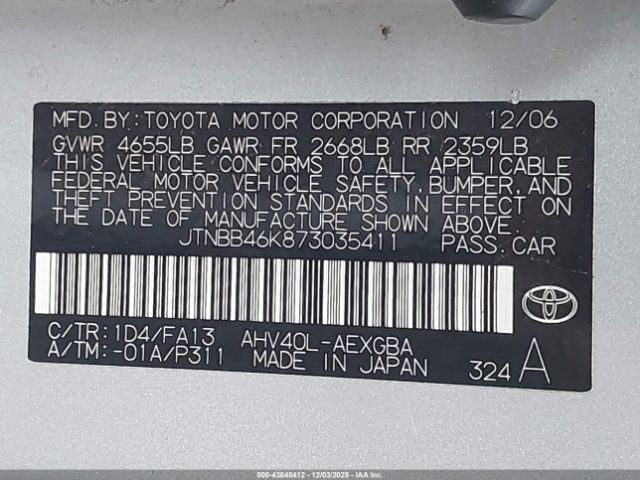 MFD.BY:TOYOTA MOTOR CORPORATION 12/06
GVWR 4655LB GAWR FR 2668LB RR 2359LB
THIS VEHICLE CONFORMS TO ALL APPLICABLE
FEDERAL MOTOR VEHICLE SAFETY,BUMPER,AND
THEFT PREVENTION STANDARDS IN EFFECT ON
THE DATE OF MANUFACTURE SHOWN ABOVE.
JTNBB46K873035411 PASS.CAR
C/TR:1D4/FA13 AHV40L-AEXGBA
A/TM:-01A/P311 MADE IN JAPAN 324 A
000-43848412 - 12/03/2025 - IAA Inc.